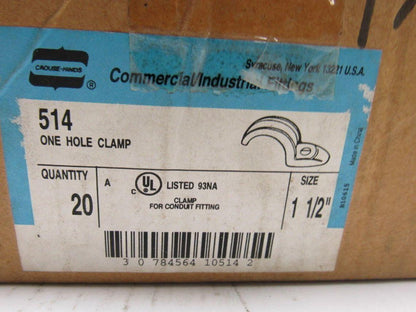 CROUSE-HINDS
®
Syracuse, New York 13221 U.S.A.
Commercial/Industrial Fittings
514
ONE HOLE CLAMP
Made in China
QUANTITY
20
A
C UL
LISTED 93NA
CLAMP
FOR CONDUIT FITTING
SIZE
1 1/2"
R10615
3 0 784564 10514 2